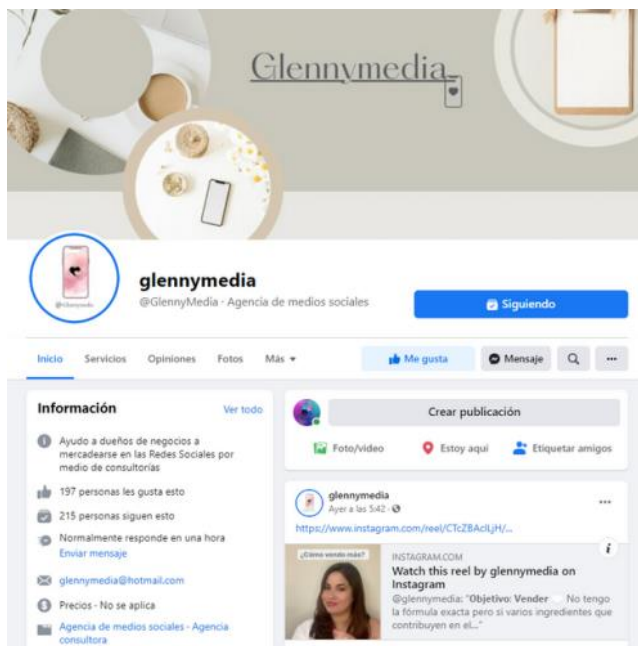 Glennymedia
glennymedia
@GlennyMedia · Agencia de medios sociales
Siguiendo
Inicio Servicios Opiniones Fotos Más
Me gusta Mensaje
Información Ver todo
Ayudo a dueños de negocios a
mercadearse en las Redes Sociales por
medio de consultorías
197 personas les gusta esto
215 personas siguen esto
Normalmente responde en una hora
Enviar mensaje
glennymedia@hotmail.com
Precios · No se aplica
Agencia de medios sociales · Agencia
consultora
Crear publicación
Foto/video Estoy aquí Etiquetar amigos
glennymedia
Ayer a las 5:42 ·
https://www.instagram.com/reel/CTcZBAclLjH/...
¿Cómo vendo más?
INSTAGRAM.COM
Watch this reel by glennymedia on
Instagram
@glennymedia: "Objetivo: Vender No tengo
la fórmula exacta pero si varios ingredientes que
contribuyen en el..."